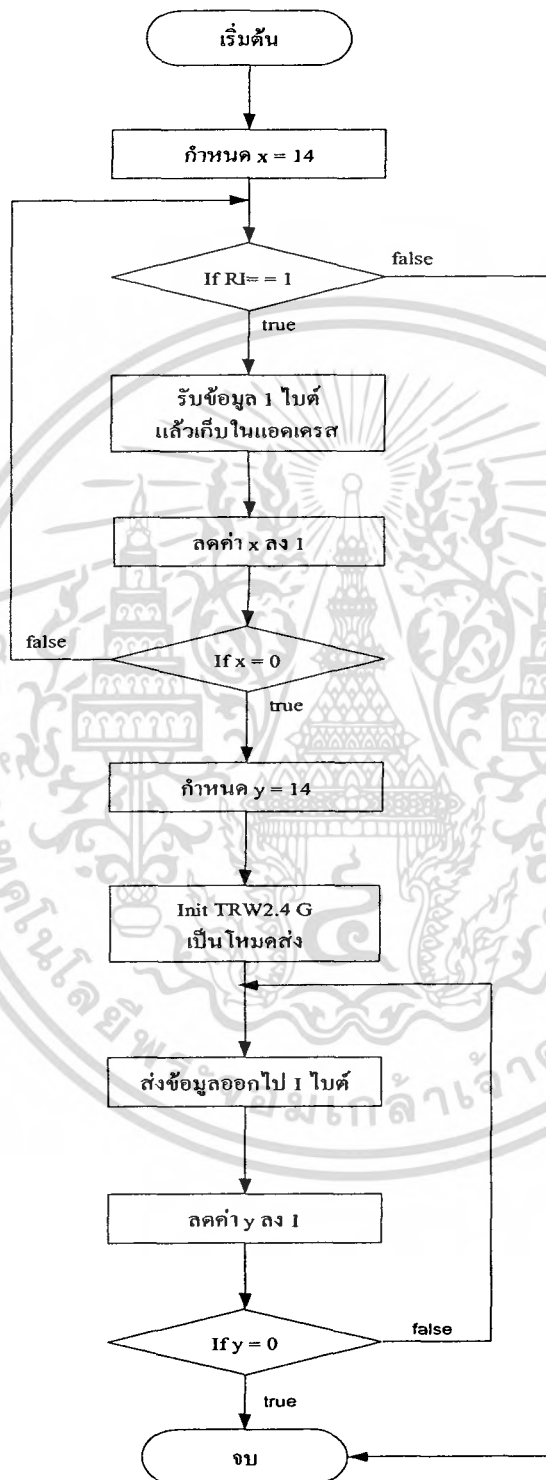 เริ่มต้น
กำหนด x = 14
If RI= = 1
false
true
รับข้อมูล 1 ไบต์
แล้วเก็บในแอดเดรส
ลดค่า x ลง 1
false
If x = 0
true
กำหนด y = 14
Init TRW2.4 G
เป็นโหมดส่ง
ส่งข้อมูลออกไป 1 ไบต์
ลดค่า y ลง 1
If y = 0
false
true
จบ